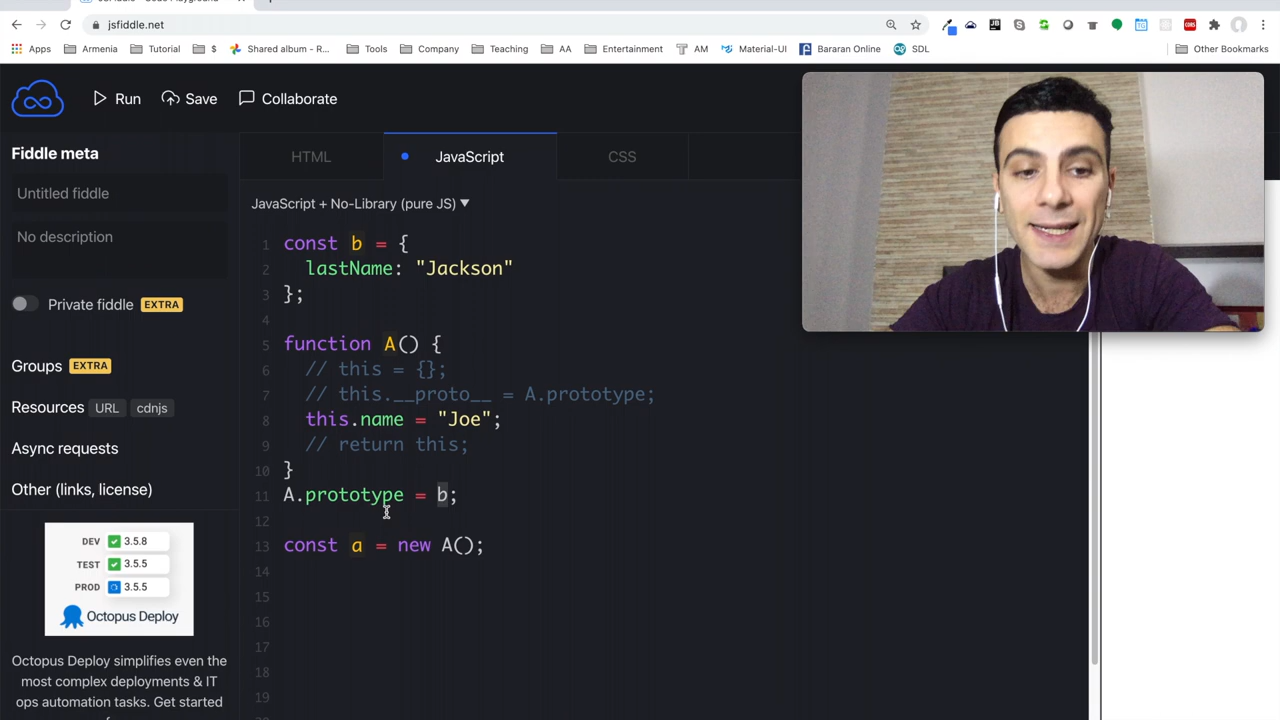 jsfiddle.net
Apps Armenia Tutorial $ Shared album - R... Tools Company Teaching AA Entertainment AM Material-UI Bararan Online SDL Other Bookmarks
Run Save Collaborate
Fiddle meta
Untitled fiddle
No description
Private fiddle EXTRA
Groups EXTRA
Resources URL cdnjs
Async requests
Other (links, license)
DEV 3.5.8
TEST 3.5.5
PROD 3.5.5
Octopus Deploy
Octopus Deploy simplifies even the
most complex deployments & IT
ops automation tasks. Get started
HTML JavaScript CSS
JavaScript + No-Library (pure JS) ▼
1 const b = {
2 lastName: "Jackson"
3 };
4
5 function A() {
6 // this = {};
7 // this.__proto__ = A.prototype;
8 this.name = "Joe";
9 // return this;
10 }
11 A.prototype = b;
12
13 const a = new A();
14
15
16
17
18
19